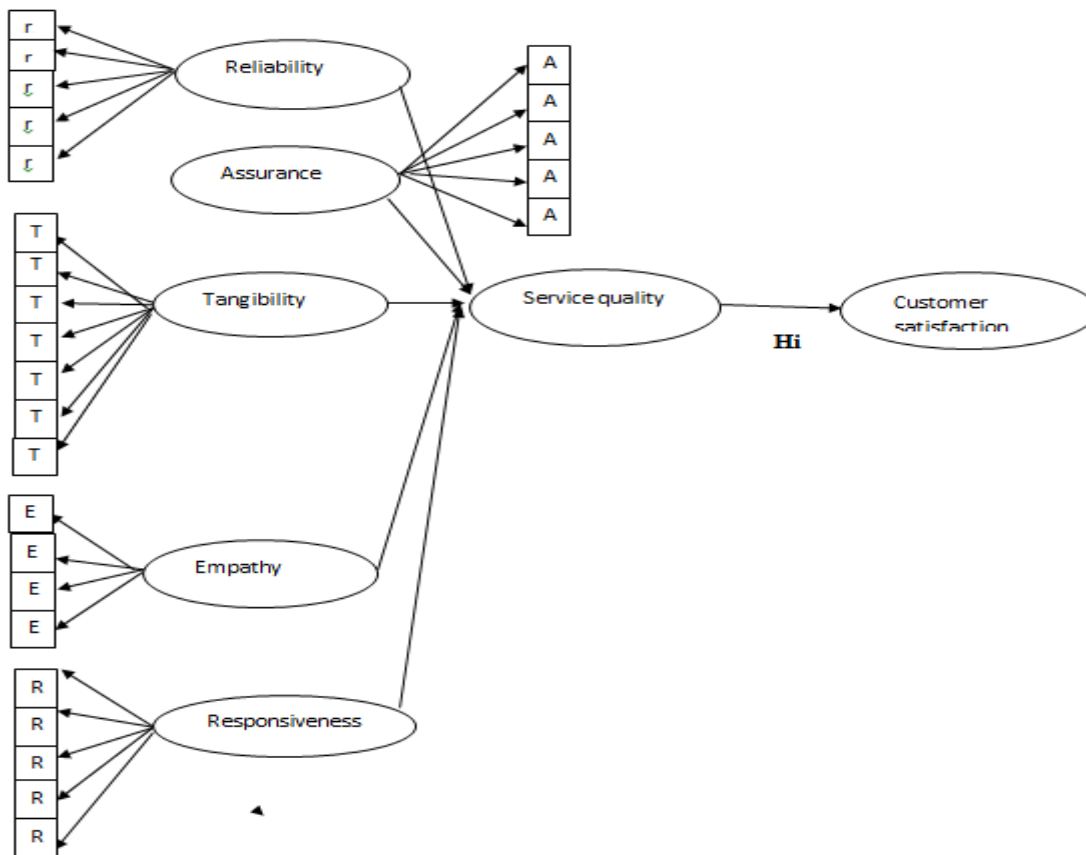 r
r
r
r
r
Reliability
Assurance
A
A
A
A
A
T
T
T
T
T
T
T
Tangibility
Service quality
Customer
satisfaction
Hi
E
E
E
E
Empathy
R
R
R
R
R
Responsiveness